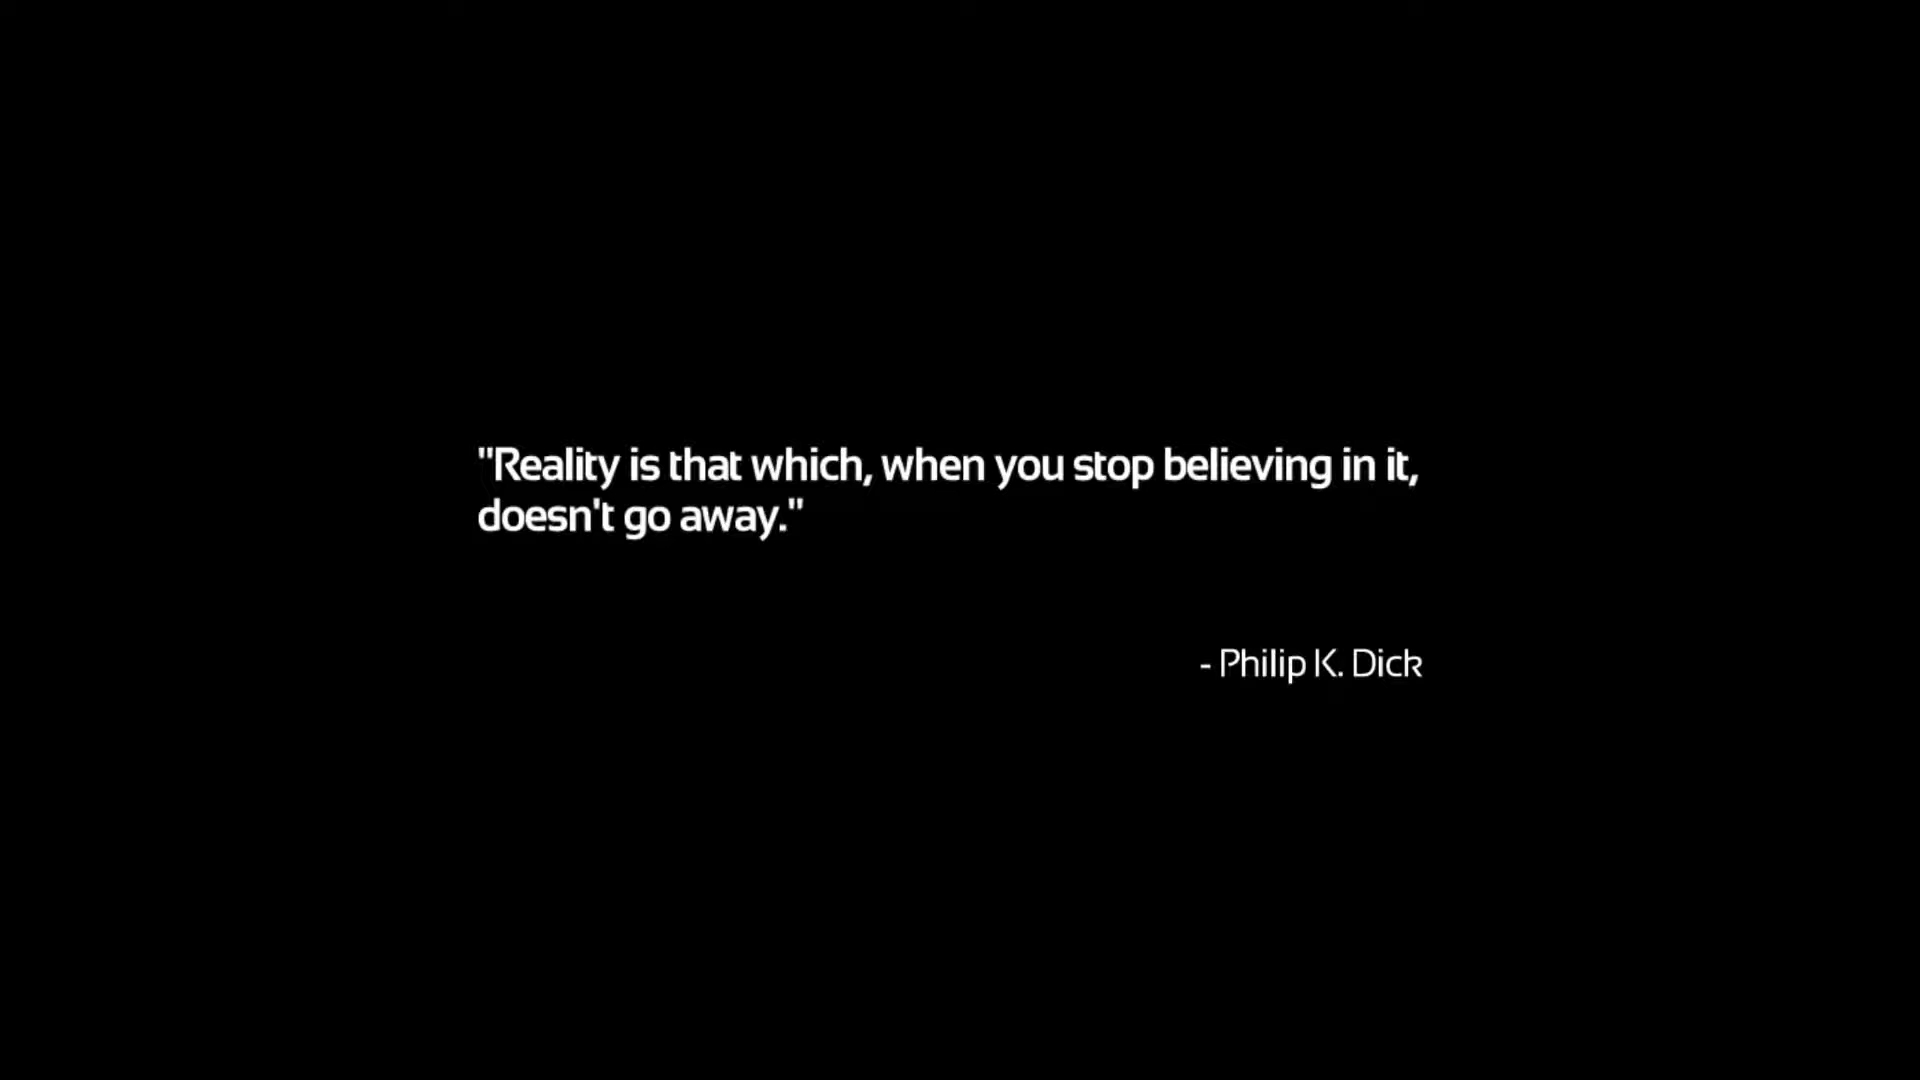 "Reality is that which, when you stop believing in it,
doesn't go away."
- Philip K. Dick